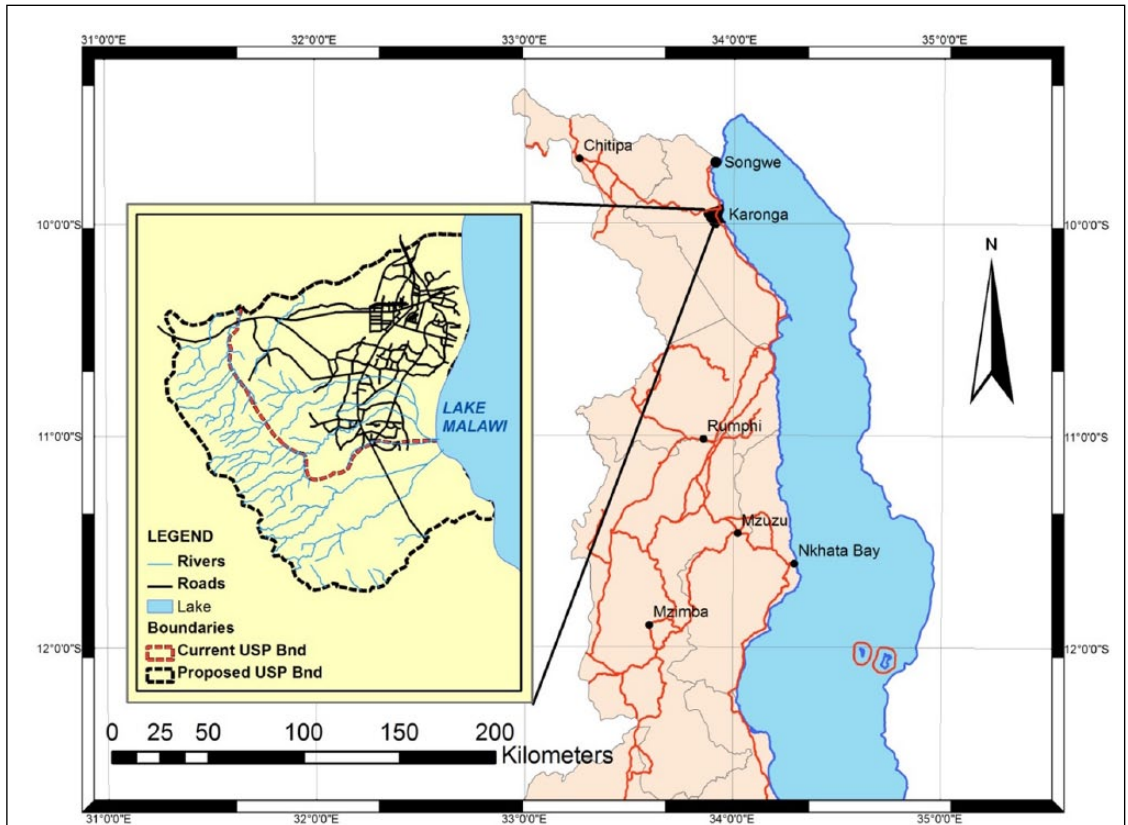 31°0'0"E
32°0'0"E
33°0'0"E
34°0'0"E
35°0'0"E
Chitipa
Songwe
Karonga
10°0'0"S
10°0'0"S
N
LAKE
MALAWI
11°0'0"S
11°0'0"S
Rumphi
Mzuzu
Nkhata Bay
Mzimba
LEGEND
Rivers
Roads
Lake
Boundaries
Current USP Bnd
Proposed USP Bnd
12°0'0"S
12°0'0"S
0 25 50 100 150 200
Kilometers
31°0'0"E
32°0'0"E
33°0'0"E
34°0'0"E
35°0'0"E